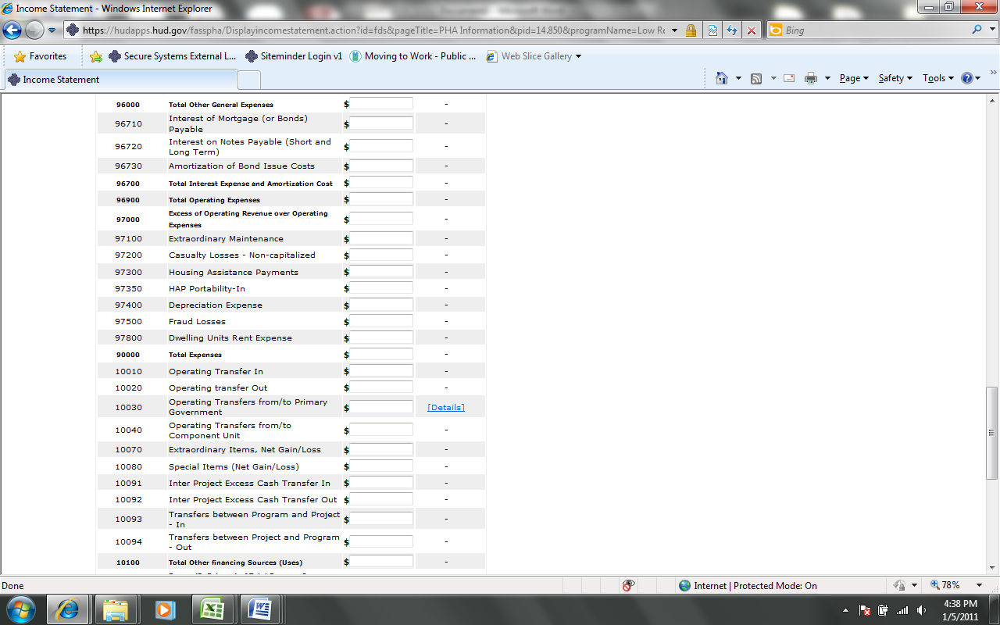 Income Statement - Windows Internet Explorer
https://hudapps.hud.gov/fasspha/Displayincomestatement.action?id=fds&pageTitle=PHA Information&pid=14.850&programName=Low Re
Bing
Favorites
Secure Systems External L...
Siteminder Login v1
Moving to Work - Public ...
Web Slice Gallery
Income Statement
Page
Safety
Tools
96000 Total Other General Expenses $ -
96710 Interest of Mortgage (or Bonds) Payable $ -
96720 Interest on Notes Payable (Short and Long Term) $ -
96730 Amortization of Bond Issue Costs $ -
96700 Total Interest Expense and Amortization Cost $ -
96900 Total Operating Expenses $ -
97000 Excess of Operating Revenue over Operating Expenses $ -
97100 Extraordinary Maintenance $ -
97200 Casualty Losses - Non-capitalized $ -
97300 Housing Assistance Payments $ -
97350 HAP Portability-In $ -
97400 Depreciation Expense $ -
97500 Fraud Losses $ -
97800 Dwelling Units Rent Expense $ -
90000 Total Expenses $ -
10010 Operating Transfer In $ -
10020 Operating transfer Out $ -
10030 Operating Transfers from/to Primary Government $ [Details]
10040 Operating Transfers from/to Component Unit $ -
10070 Extraordinary Items, Net Gain/Loss $ -
10080 Special Items (Net Gain/Loss) $ -
10091 Inter Project Excess Cash Transfer In $ -
10092 Inter Project Excess Cash Transfer Out $ -
10093 Transfers between Program and Project - In $ -
10094 Transfers between Project and Program - Out $ -
10100 Total Other financing Sources (Uses) $ -
Done
Internet | Protected Mode: On
78%
4:38 PM
1/5/2011